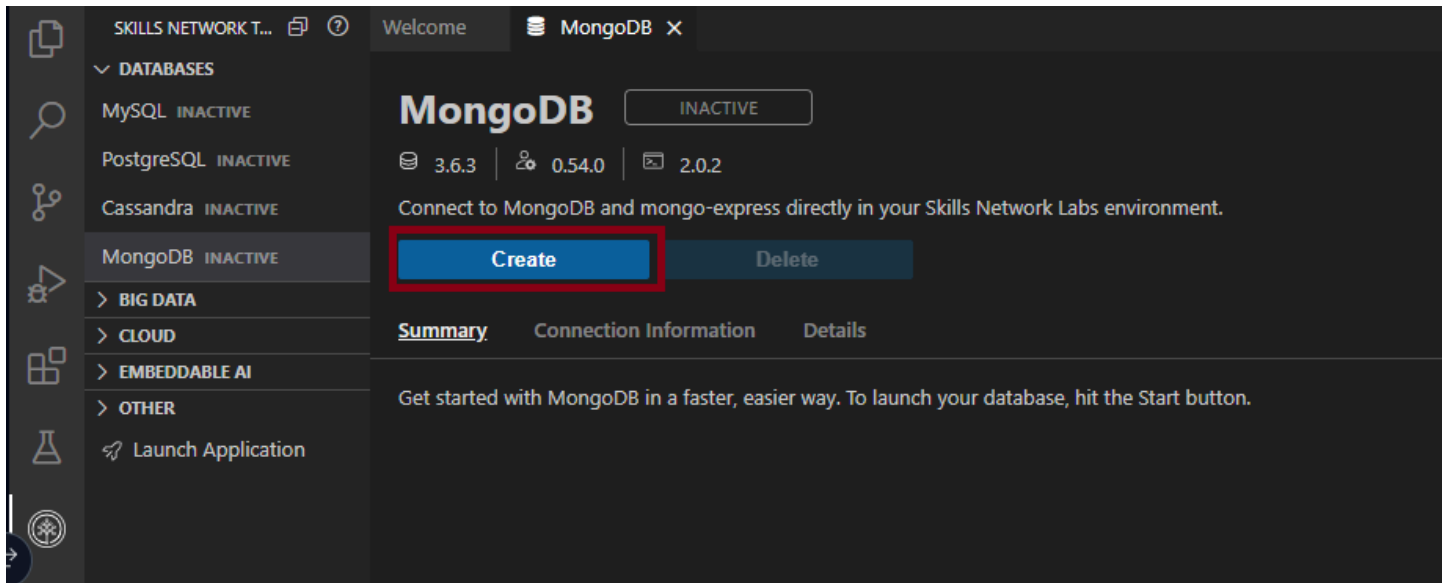 SKILLS NETWORK T...
DATABASES
MySQL INACTIVE
PostgreSQL INACTIVE
Cassandra INACTIVE
MongoDB INACTIVE
BIG DATA
CLOUD
EMBEDDABLE AI
OTHER
Launch Application
Welcome MongoDB
MongoDB INACTIVE
3.6.3 0.54.0 2.0.2
Connect to MongoDB and mongo-express directly in your Skills Network Labs environment.
Create Delete
Summary Connection Information Details
Get started with MongoDB in a faster, easier way. To launch your database, hit the Start button.